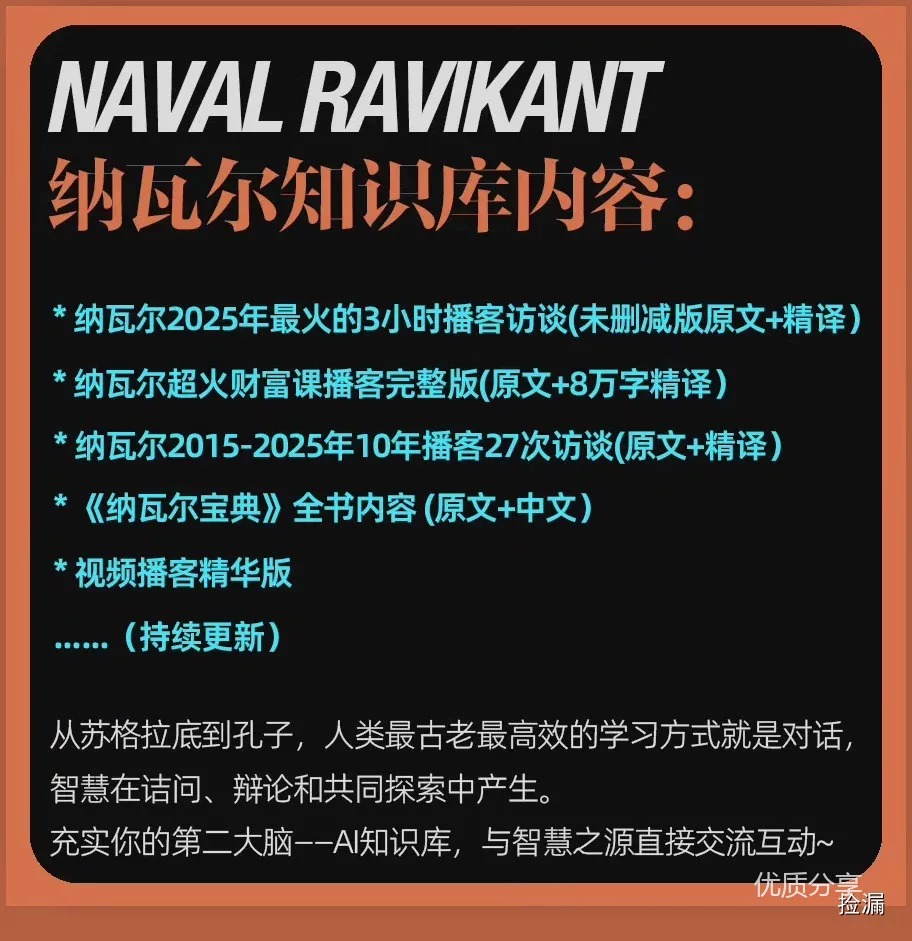 NAVAL RAVIKANT
纳瓦尔知识库内容：
* 纳瓦尔2025年最火的3小时播客访谈(未删减版原文+精译）
* 纳瓦尔超火财富课播客完整版(原文+8万字精译）
* 纳瓦尔2015-2025年10年播客27次访谈(原文+精译）
* 《纳瓦尔宝典》全书内容 (原文+中文）
* 视频播客精华版
……（持续更新）
从苏格拉底到孔子，人类最古老最高效的学习方式就是对话，
智慧在诘问、辩论和共同探索中产生。
充实你的第二大脑——AI知识库，与智慧之源直接交流互动~
优质分享
捡漏